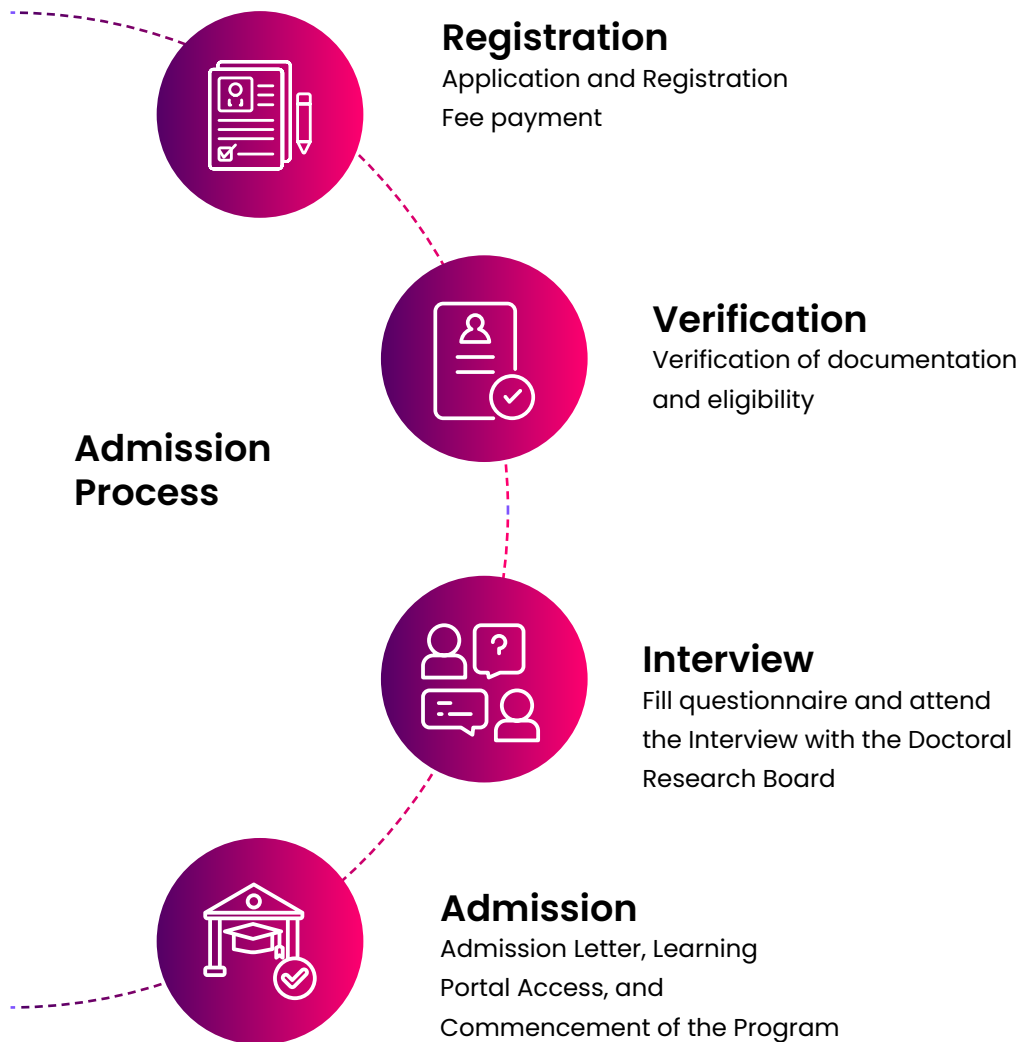 Registration
Application and Registration
Fee payment
Verification
Verification of documentation
and eligibility
Admission
Process
Interview
Fill questionnaire and attend
the Interview with the Doctoral
Research Board
Admission
Admission Letter, Learning
Portal Access, and
Commencement of the Program
?